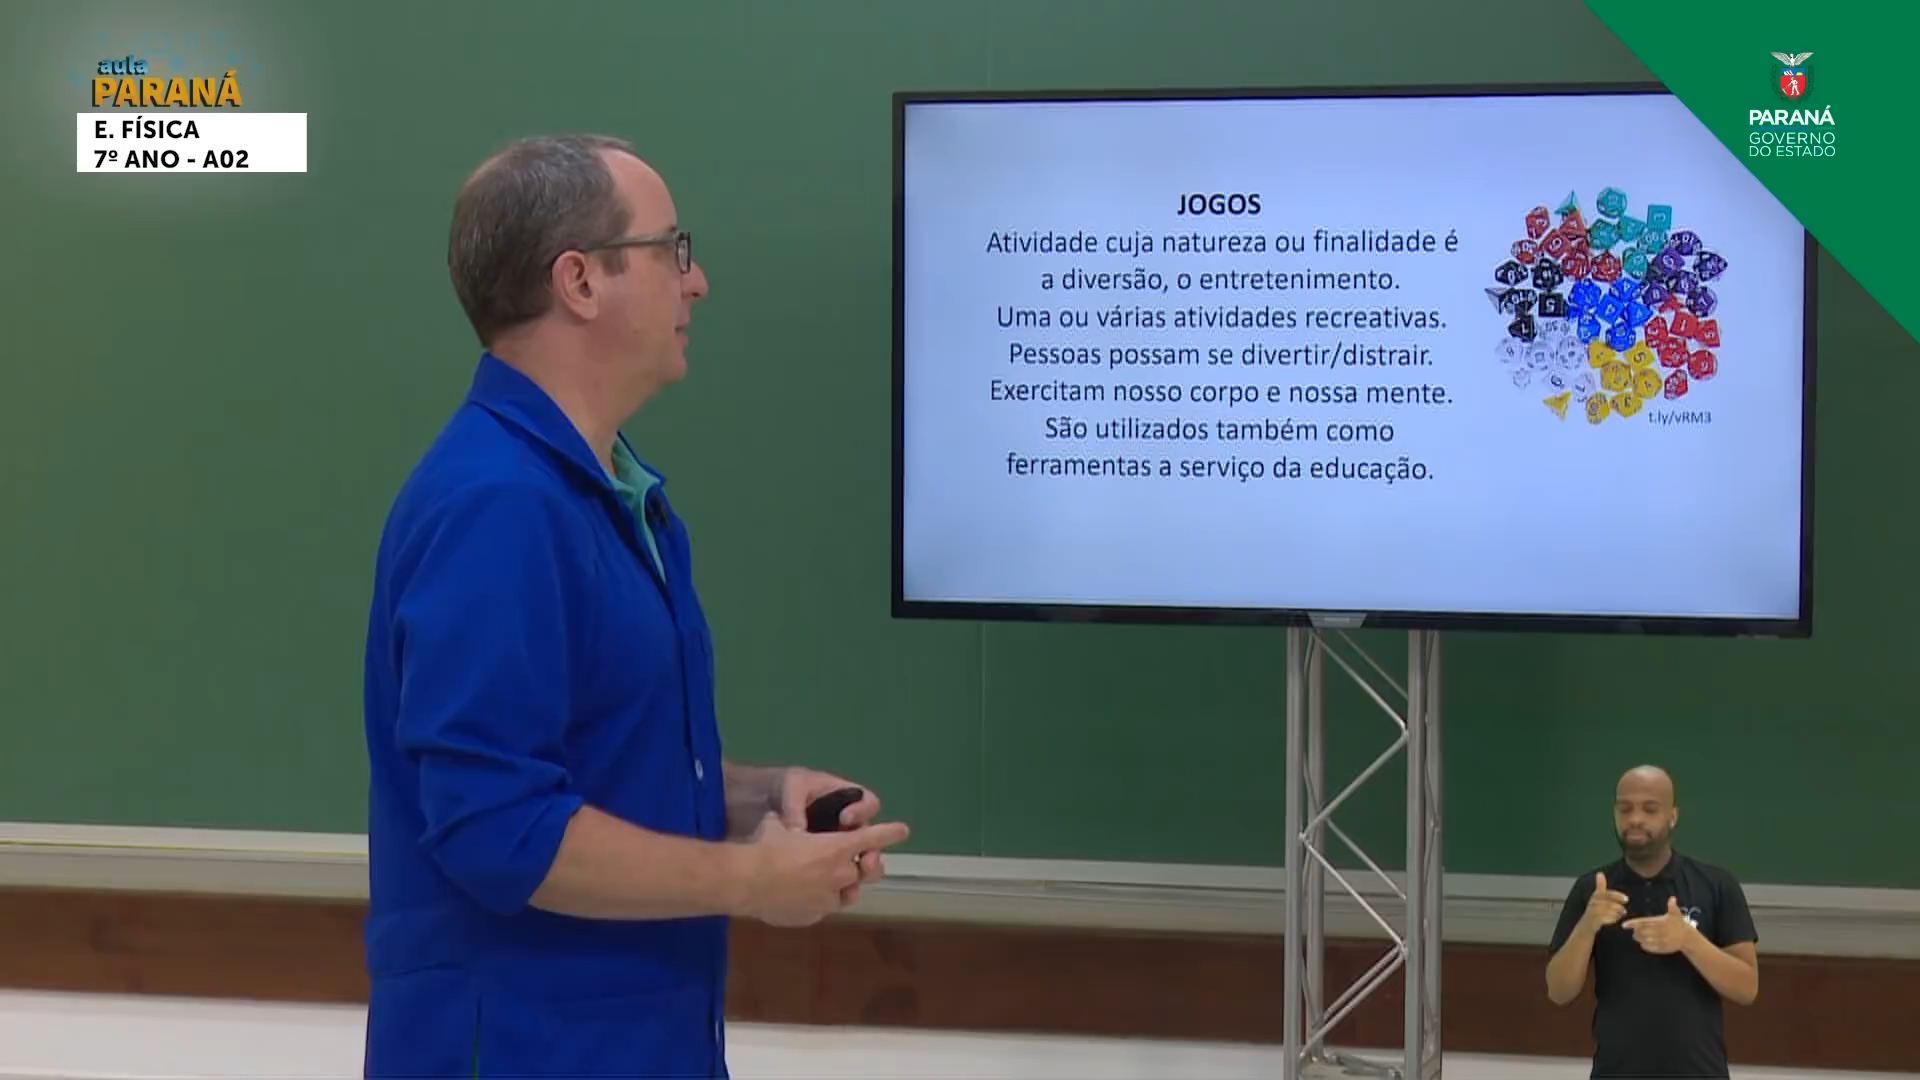 aula
PARANÁ
E. FÍSICA
7º ANO - A02
PARANÁ
GOVERNO
DO ESTADO
JOGOS
Atividade cuja natureza ou finalidade é
a diversão, o entretenimento.
Uma ou várias atividades recreativas.
Pessoas possam se divertir/distrair.
Exercitam nosso corpo e nossa mente.
São utilizados também como
ferramentas a serviço da educação.
t.ly/vRM3